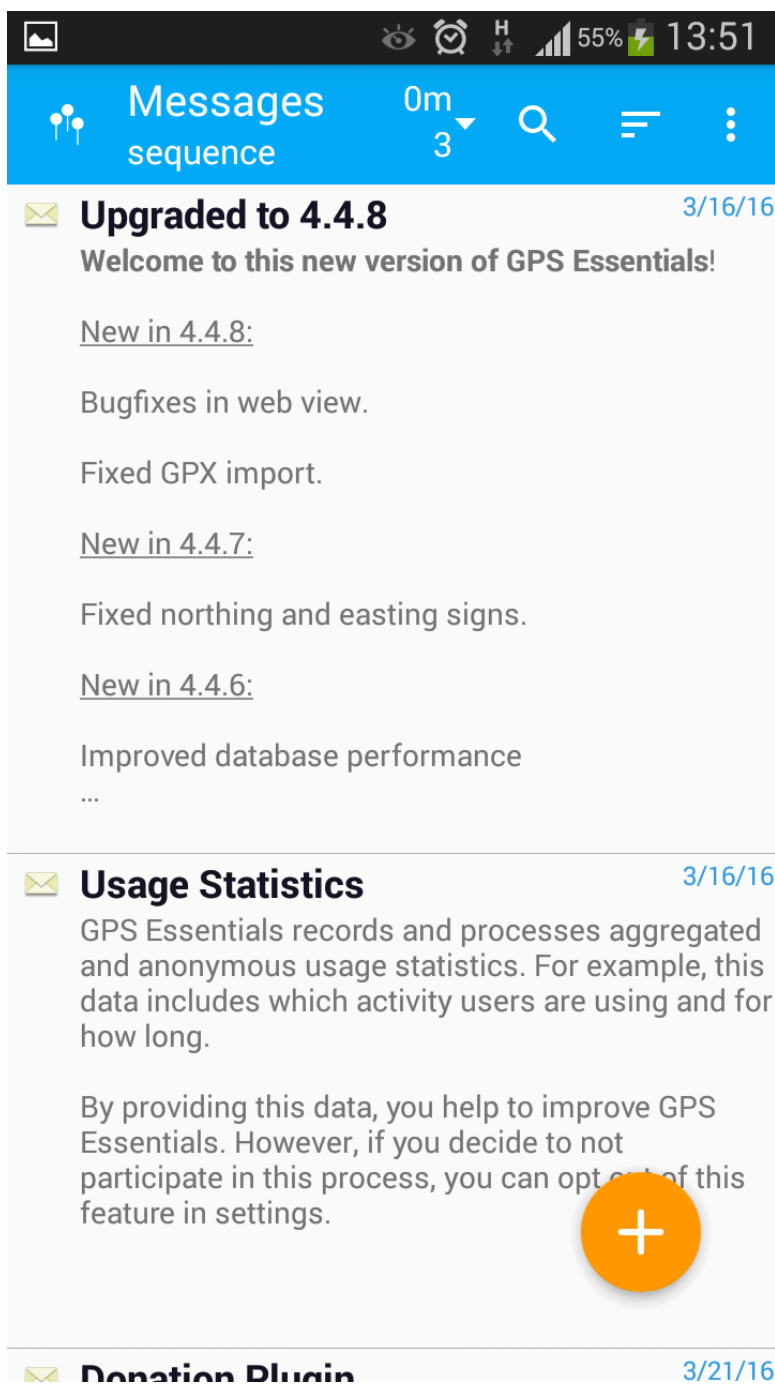 H 55% 13:51
Messages 0m
sequence 3
Upgraded to 4.4.8 3/16/16
Welcome to this new version of GPS Essentials!
New in 4.4.8:
Bugfixes in web view.
Fixed GPX import.
New in 4.4.7:
Fixed northing and easting signs.
New in 4.4.6:
Improved database performance
...
Usage Statistics 3/16/16
GPS Essentials records and processes aggregated
and anonymous usage statistics. For example, this
data includes which activity users are using and for
how long.
By providing this data, you help to improve GPS
Essentials. However, if you decide to not
participate in this process, you can opt out of this
feature in settings.
Donation Plugin 3/21/16